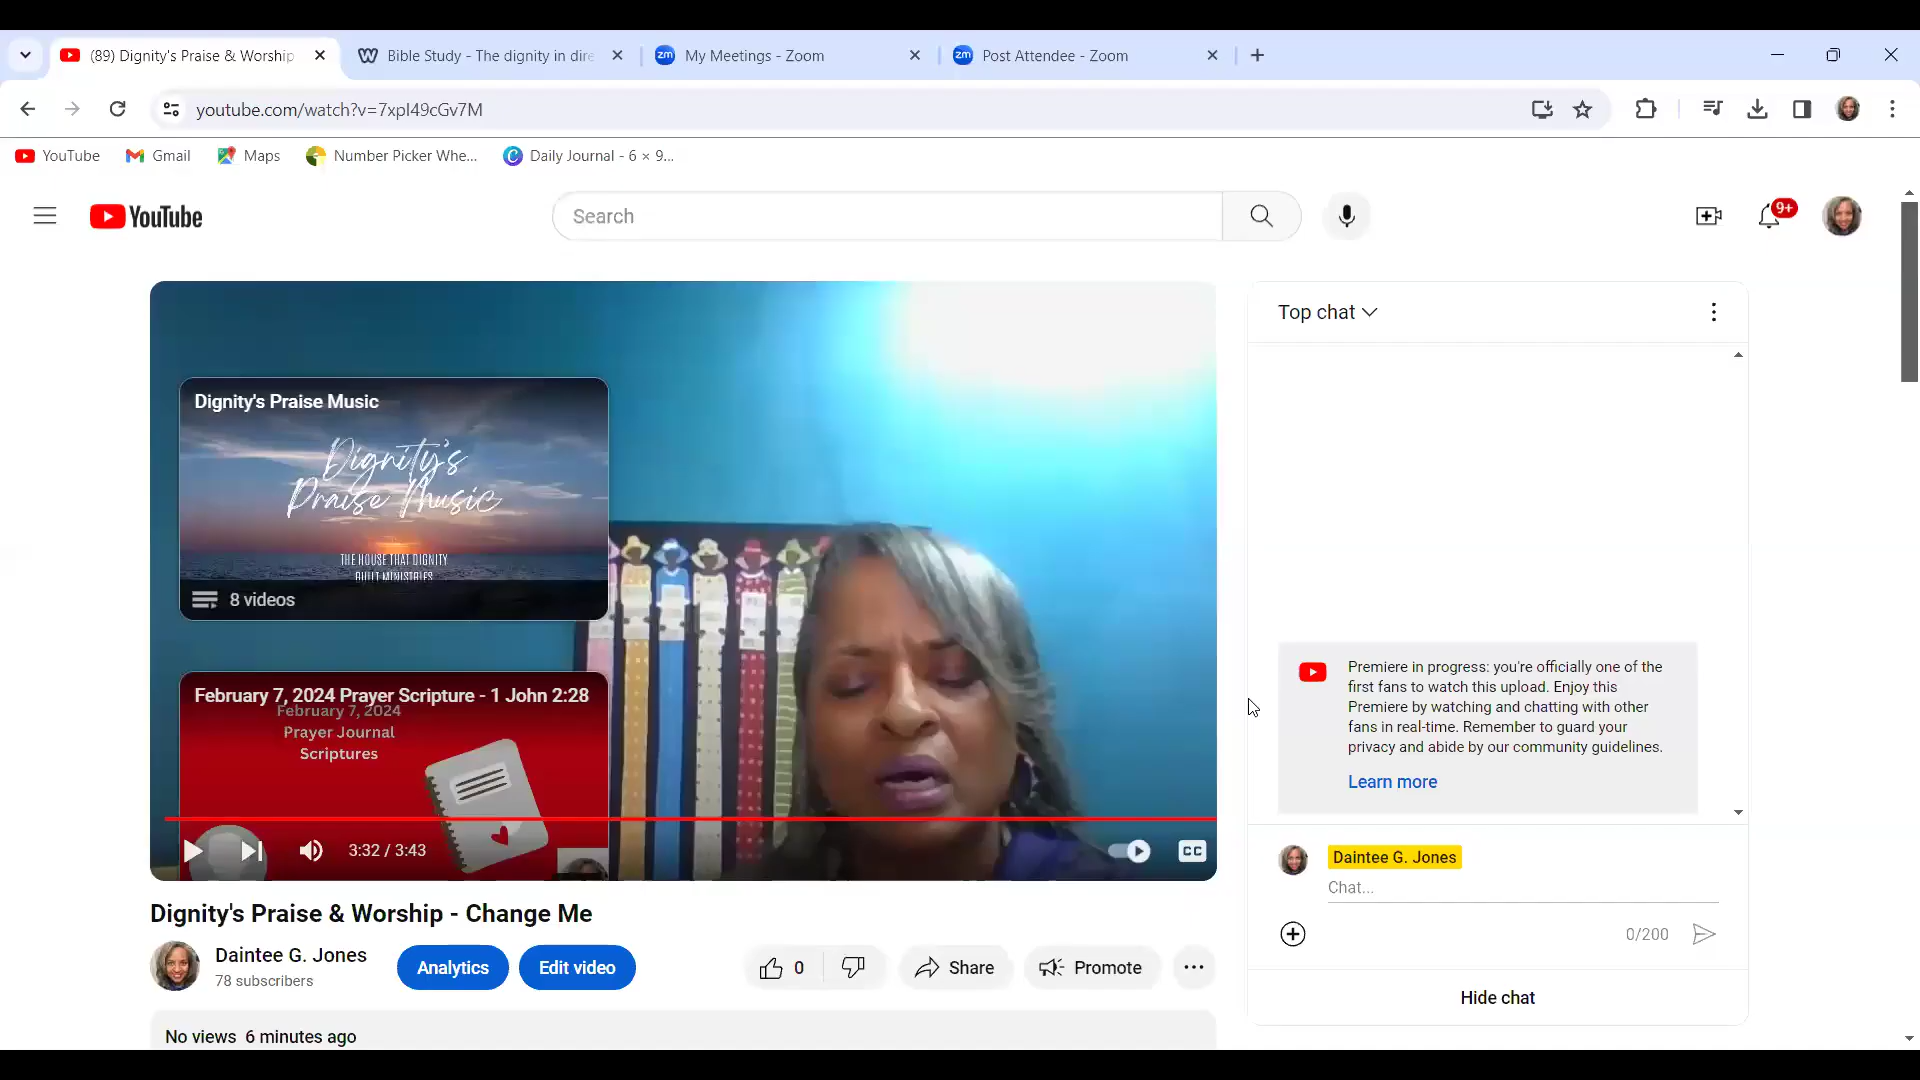 (89) Dignity's Praise & Worship
Bible Study - The dignity in dire
My Meetings - Zoom
Post Attendee - Zoom
youtube.com/watch?v=7xpl49cGv7M
YouTube
Gmail
Maps
Number Picker Whe...
Daily Journal - 6 × 9...
YouTube
Search
9+
Dignity's Praise Music
Dignity's
Praise Music
THE HOUSE THAT DIGNITY
BUILT MINISTRIES
8 videos
February 7, 2024 Prayer Scripture - 1 John 2:28
February 7, 2024
Prayer Journal
Scriptures
3:32 / 3:43
CC
Dignity's Praise & Worship - Change Me
Daintee G. Jones
78 subscribers
Analytics
Edit video
0
Share
Promote
No views 6 minutes ago
Top chat
Premiere in progress: you're officially one of the
first fans to watch this upload. Enjoy this
Premiere by watching and chatting with other
fans in real-time. Remember to guard your
privacy and abide by our community guidelines.
Learn more
Daintee G. Jones
Chat...
0/200
Hide chat